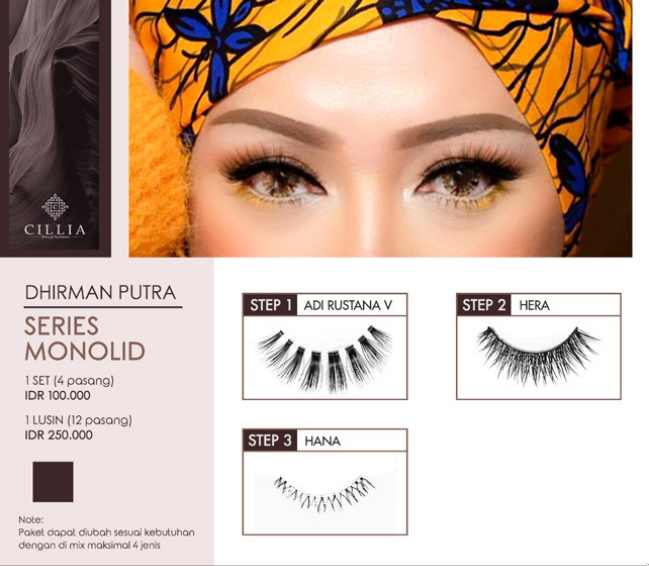 CILLIA
DHIRMAN PUTRA
SERIES
MONOLID
1 SET (4 pasang)
IDR 100.000
1 LUSIN (12 pasang)
IDR 250.000
Note:
Paket dapat diubah sesuai kebutuhan
dengan di mix maksimal 4 jenis
STEP 1 ADI RUSTANA V
STEP 2 HERA
STEP 3 HANA